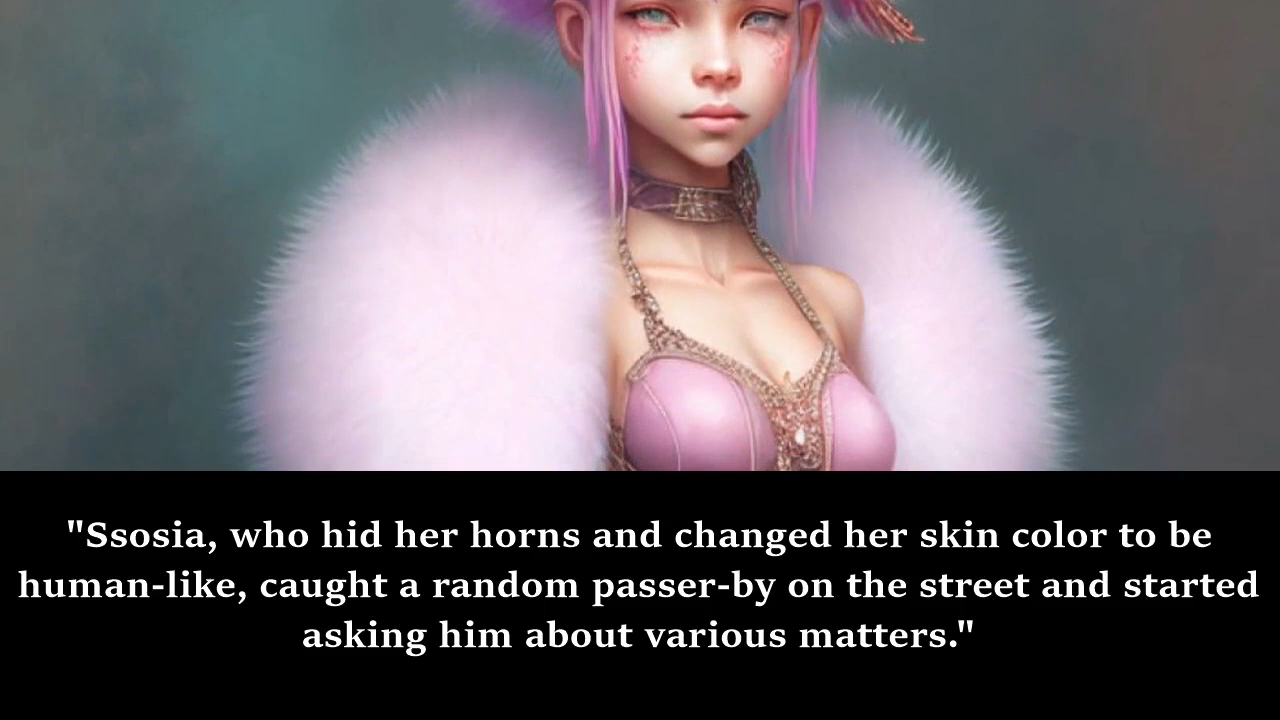 "Ssosia, who hid her horns and changed her skin color to be
human-like, caught a random passer-by on the street and started
asking him about various matters."